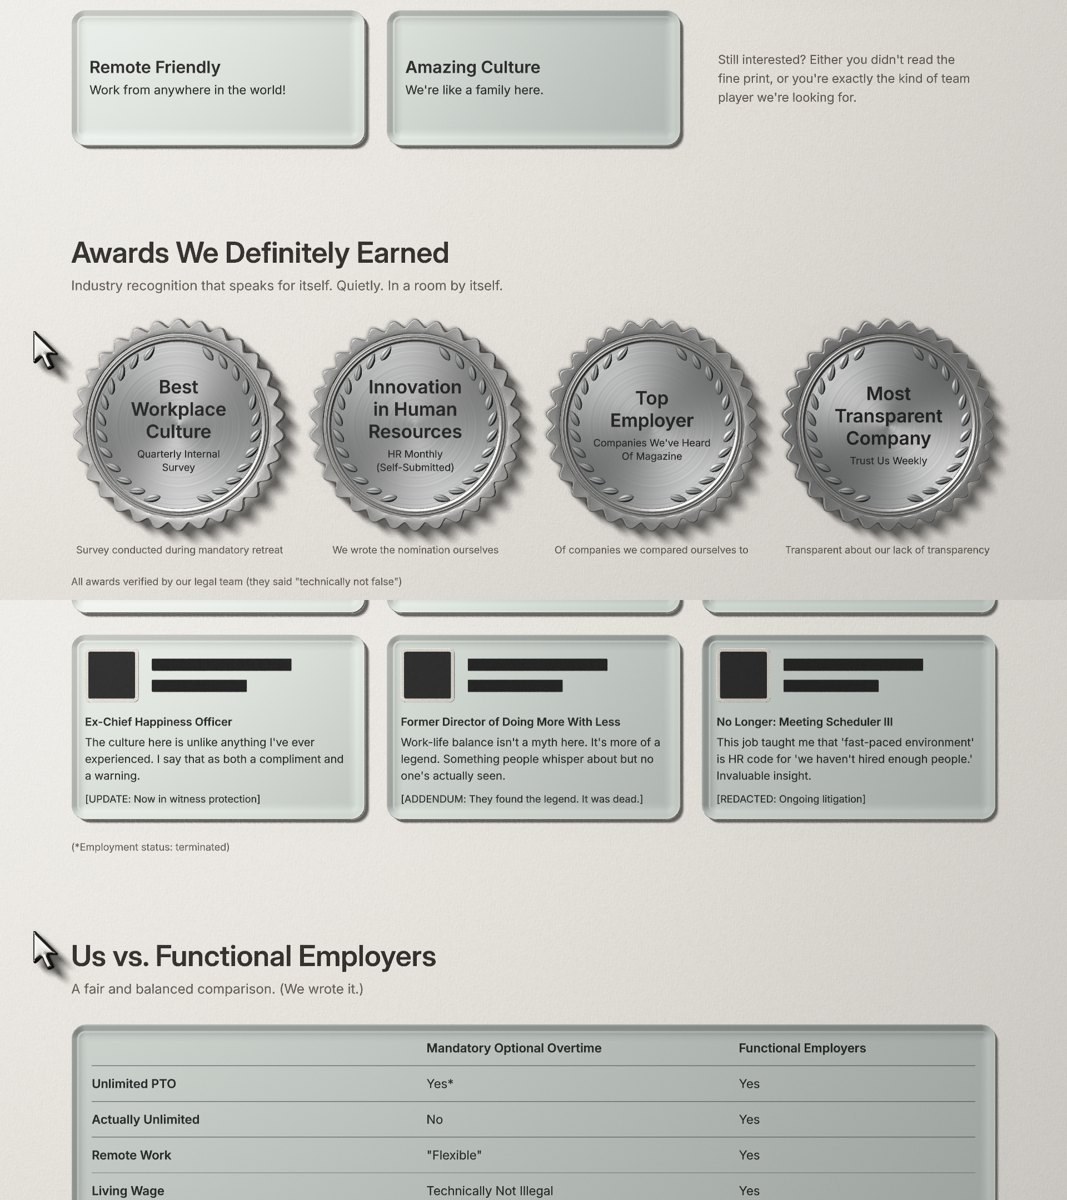 Remote Friendly
Work from anywhere in the world!
Amazing Culture
We're like a family here.
Still interested? Either you didn't read the
fine print, or you're exactly the kind of team
player we're looking for.
Awards We Definitely Earned
Industry recognition that speaks for itself. Quietly. In a room by itself.
Best
Workplace
Culture
Quarterly Internal
Survey
Survey conducted during mandatory retreat
Innovation
in Human
Resources
HR Monthly
(Self-Submitted)
We wrote the nomination ourselves
Top
Employer
Companies We've Heard
Of Magazine
Of companies we compared ourselves to
Most
Transparent
Company
Trust Us Weekly
Transparent about our lack of transparency
All awards verified by our legal team (they said "technically not false")
Ex-Chief Happiness Officer
The culture here is unlike anything I've ever
experienced. I say that as both a compliment and
a warning.
[UPDATE: Now in witness protection]
Former Director of Doing More With Less
Work-life balance isn't a myth here. It's more of a
legend. Something people whisper about but no
one's actually seen.
[ADDENDUM: They found the legend. It was dead.]
No Longer: Meeting Scheduler III
This job taught me that 'fast-paced environment'
is HR code for 'we haven't hired enough people.'
Invaluable insight.
[REDACTED: Ongoing litigation]
(*Employment status: terminated)
Us vs. Functional Employers
A fair and balanced comparison. (We wrote it.)
Mandatory Optional Overtime Functional Employers
Unlimited PTO Yes* Yes
Actually Unlimited No Yes
Remote Work "Flexible" Yes
Living Wage Technically Not Illegal Yes